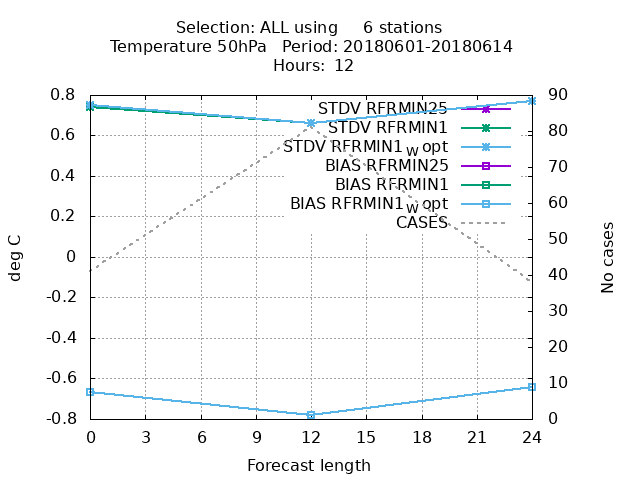 Selection: ALL using     6 stations
Temperature 50hPa   Period: 20180601-20180614
Hours: 12
STDV RFRMIN25
STDV RFRMIN1
STDV RFRMIN1_w opt
BIAS RFRMIN25
BIAS RFRMIN1
BIAS RFRMIN1_w opt
CASES
deg C
0.8
0.6
0.4
0.2
0
-0.2
-0.4
-0.6
-0.8
No cases
90
80
70
60
50
40
30
20
10
0
0 3 6 9 12 15 18 21 24
Forecast length